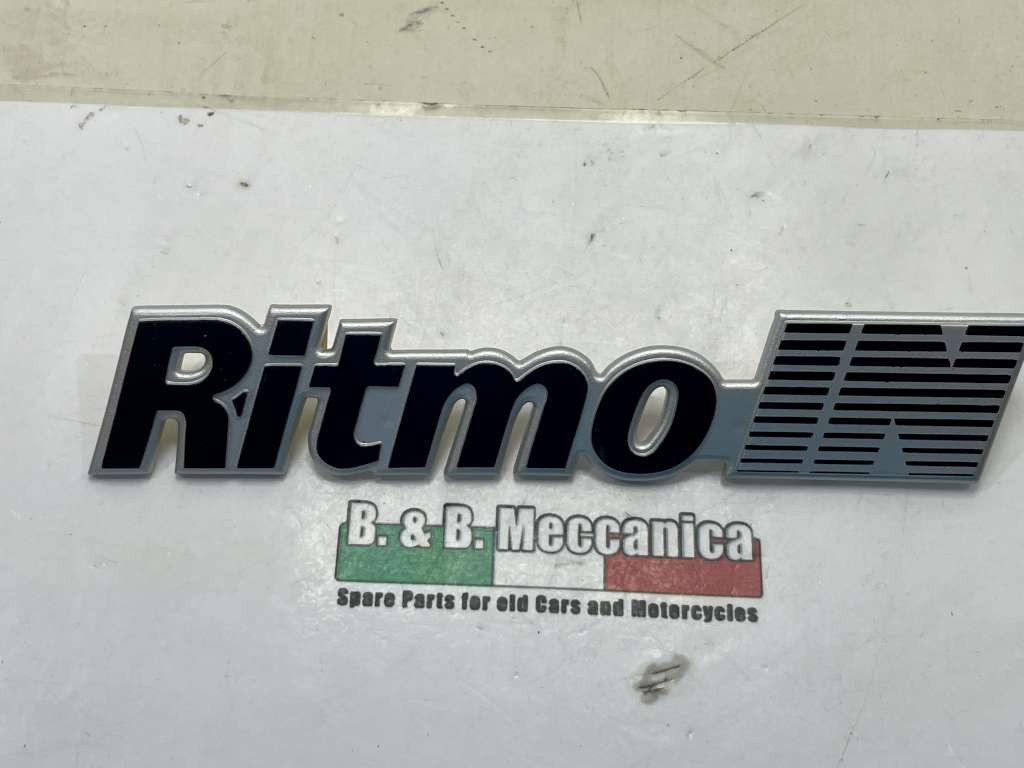 Ritmo IN
B. & B. Meccanica
Spare Parts for old Cars and Motorcycles